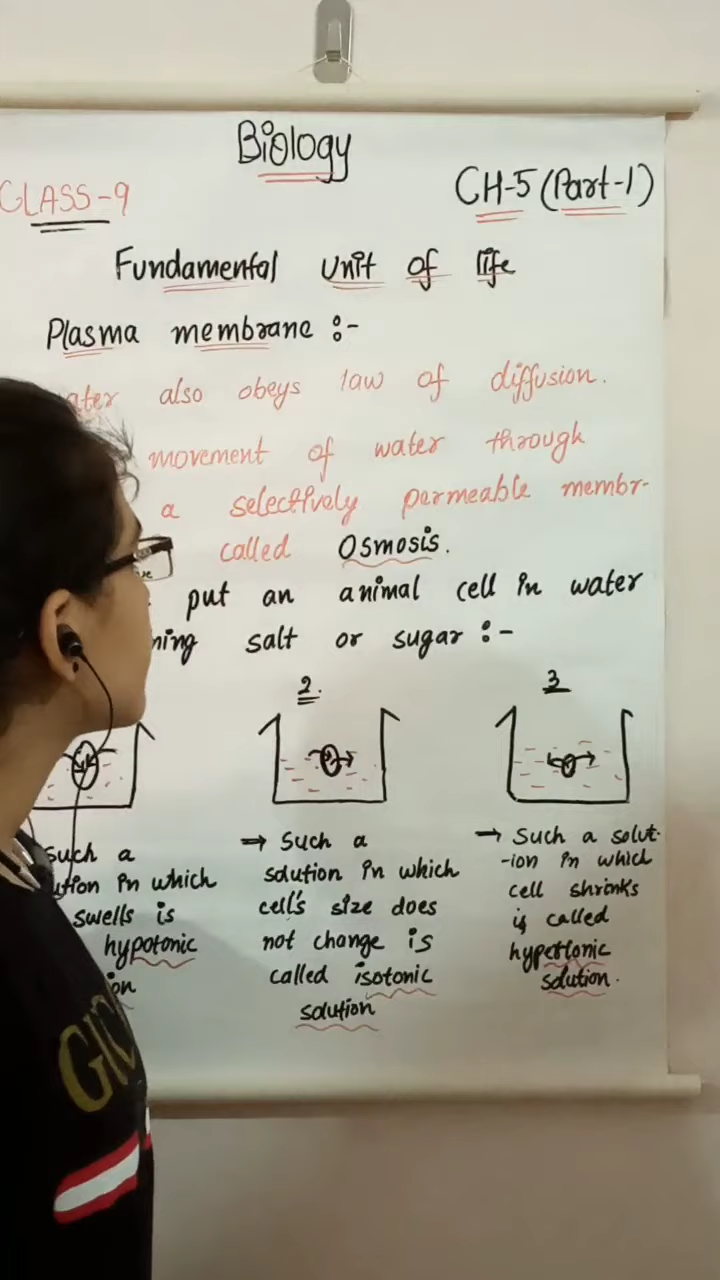 Biology
CLASS-9
CH-5 (Part-1)
Fundamental Unit of life
Plasma membrane :-
also obeys law of diffusion.
movement of water through
a selectively permeable membr-
called Osmosis.
put an animal cell in water
salt or sugar :-
2.
3
Such a
in which
swells is
hypotonic
→ Such a
solution in which
cell's size does
not change is
called isotonic
solution
→ Such a solut-
-ion in which
cell shrinks
is called
hypertonic
solution.